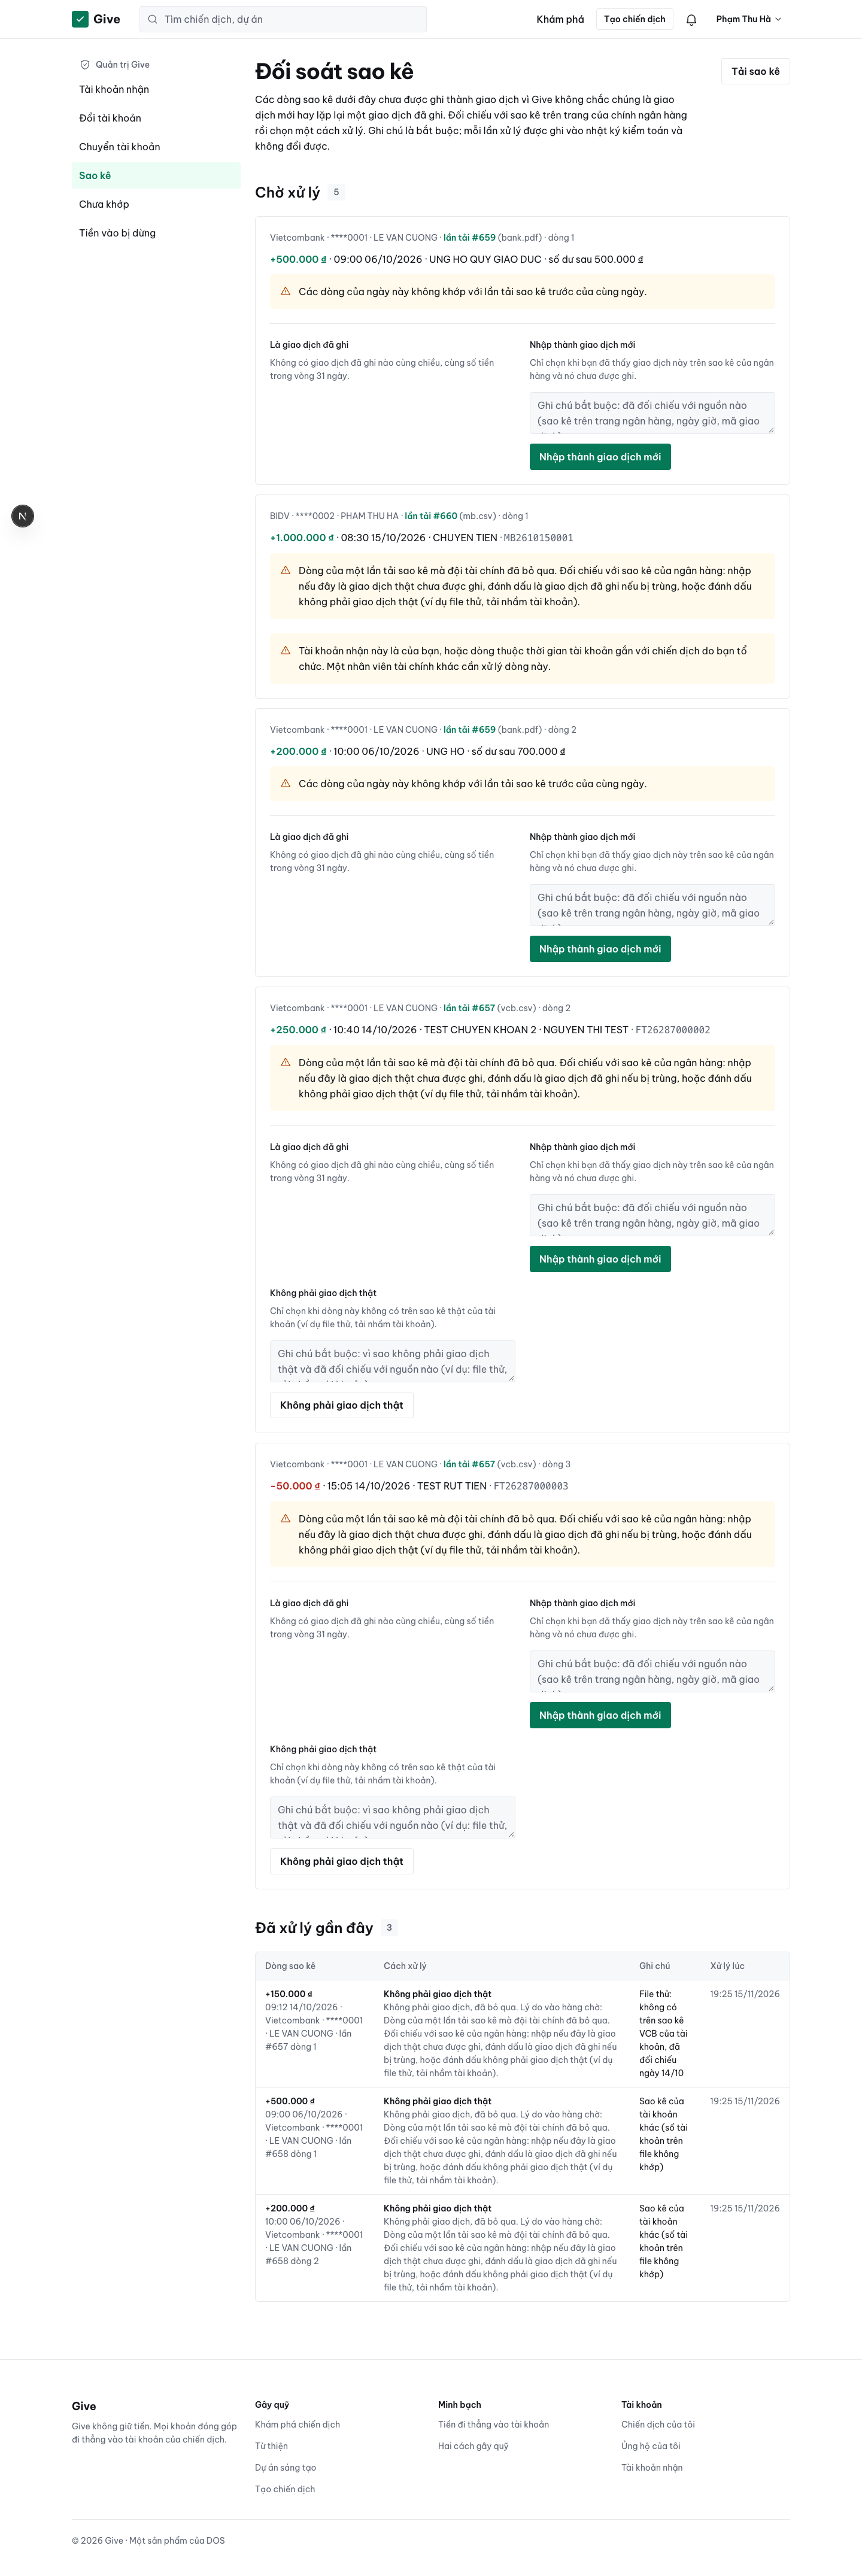 Give
Tìm chiến dịch, dự án
Khám phá
Tạo chiến dịch
Phạm Thu Hà
Quản trị Give
Tài khoản nhận
Đổi tài khoản
Chuyển tài khoản
Sao kê
Chưa khớp
Tiền vào bị dừng
Đối soát sao kê
Tải sao kê
Các dòng sao kê dưới đây chưa được ghi thành giao dịch vì Give không chắc chúng là giao
dịch mới hay lặp lại một giao dịch đã ghi. Đối chiếu với sao kê trên trang của chính ngân hàng
rồi chọn một cách xử lý. Ghi chú là bắt buộc; mỗi lần xử lý được ghi vào nhật ký kiểm toán và
không đổi được.
Chờ xử lý 5
Vietcombank · ****0001 · LE VAN CUONG · lần tải #659 (bank.pdf) · dòng 1
+500.000 ₫ · 09:00 06/10/2026 · UNG HO QUY GIAO DUC · số dư sau 500.000 ₫
Các dòng của ngày này không khớp với lần tải sao kê trước của cùng ngày.
Là giao dịch đã ghi
Không có giao dịch đã ghi nào cùng chiều, cùng số tiền
trong vòng 31 ngày.
Nhập thành giao dịch mới
Chỉ chọn khi bạn đã thấy giao dịch này trên sao kê của ngân
hàng và nó chưa được ghi.
Ghi chú bắt buộc: đã đối chiếu với nguồn nào
(sao kê trên trang ngân hàng, ngày giờ, mã giao
Nhập thành giao dịch mới
BIDV · ****0002 · PHAM THU HA · lần tải #660 (mb.csv) · dòng 1
+1.000.000 ₫ · 08:30 15/10/2026 · CHUYEN TIEN · MB2610150001
Dòng của một lần tải sao kê mà đội tài chính đã bỏ qua. Đối chiếu với sao kê của ngân hàng: nhập
nếu đây là giao dịch thật chưa được ghi, đánh dấu là giao dịch đã ghi nếu bị trùng, hoặc đánh dấu
không phải giao dịch thật (ví dụ file thử, tải nhầm tài khoản).
Tài khoản nhận này là của bạn, hoặc dòng thuộc thời gian tài khoản gắn với chiến dịch do bạn tổ
chức. Một nhân viên tài chính khác cần xử lý dòng này.
Vietcombank · ****0001 · LE VAN CUONG · lần tải #659 (bank.pdf) · dòng 2
+200.000 ₫ · 10:00 06/10/2026 · UNG HO · số dư sau 700.000 ₫
Các dòng của ngày này không khớp với lần tải sao kê trước của cùng ngày.
Là giao dịch đã ghi
Không có giao dịch đã ghi nào cùng chiều, cùng số tiền
trong vòng 31 ngày.
Nhập thành giao dịch mới
Chỉ chọn khi bạn đã thấy giao dịch này trên sao kê của ngân
hàng và nó chưa được ghi.
Ghi chú bắt buộc: đã đối chiếu với nguồn nào
(sao kê trên trang ngân hàng, ngày giờ, mã giao
Nhập thành giao dịch mới
Vietcombank · ****0001 · LE VAN CUONG · lần tải #657 (vcb.csv) · dòng 2
+250.000 ₫ · 10:40 14/10/2026 · TEST CHUYEN KHOAN 2 · NGUYEN THI TEST · FT26287000002
Dòng của một lần tải sao kê mà đội tài chính đã bỏ qua. Đối chiếu với sao kê của ngân hàng: nhập
nếu đây là giao dịch thật chưa được ghi, đánh dấu là giao dịch đã ghi nếu bị trùng, hoặc đánh dấu
không phải giao dịch thật (ví dụ file thử, tải nhầm tài khoản).
Là giao dịch đã ghi
Không có giao dịch đã ghi nào cùng chiều, cùng số tiền
trong vòng 31 ngày.
Nhập thành giao dịch mới
Chỉ chọn khi bạn đã thấy giao dịch này trên sao kê của ngân
hàng và nó chưa được ghi.
Ghi chú bắt buộc: đã đối chiếu với nguồn nào
(sao kê trên trang ngân hàng, ngày giờ, mã giao
Nhập thành giao dịch mới
Không phải giao dịch thật
Chỉ chọn khi dòng này không có trên sao kê thật của tài
khoản (ví dụ file thử, tải nhầm tài khoản).
Ghi chú bắt buộc: vì sao không phải giao dịch
thật và đã đối chiếu với nguồn nào (ví dụ: file thử,
Không phải giao dịch thật
Vietcombank · ****0001 · LE VAN CUONG · lần tải #657 (vcb.csv) · dòng 3
-50.000 ₫ · 15:05 14/10/2026 · TEST RUT TIEN · FT26287000003
Dòng của một lần tải sao kê mà đội tài chính đã bỏ qua. Đối chiếu với sao kê của ngân hàng: nhập
nếu đây là giao dịch thật chưa được ghi, đánh dấu là giao dịch đã ghi nếu bị trùng, hoặc đánh dấu
không phải giao dịch thật (ví dụ file thử, tải nhầm tài khoản).
Là giao dịch đã ghi
Không có giao dịch đã ghi nào cùng chiều, cùng số tiền
trong vòng 31 ngày.
Nhập thành giao dịch mới
Chỉ chọn khi bạn đã thấy giao dịch này trên sao kê của ngân
hàng và nó chưa được ghi.
Ghi chú bắt buộc: đã đối chiếu với nguồn nào
(sao kê trên trang ngân hàng, ngày giờ, mã giao
Nhập thành giao dịch mới
Không phải giao dịch thật
Chỉ chọn khi dòng này không có trên sao kê thật của tài
khoản (ví dụ file thử, tải nhầm tài khoản).
Ghi chú bắt buộc: vì sao không phải giao dịch
thật và đã đối chiếu với nguồn nào (ví dụ: file thử,
Không phải giao dịch thật
Đã xử lý gần đây 3
Dòng sao kê
Cách xử lý
Ghi chú
Xử lý lúc
+150.000 ₫
09:12 14/10/2026 ·
Vietcombank · ****0001
· LE VAN CUONG · lần
#657 dòng 1
Không phải giao dịch thật
Không phải giao dịch, đã bỏ qua. Lý do vào hàng chờ:
Dòng của một lần tải sao kê mà đội tài chính đã bỏ qua.
Đối chiếu với sao kê của ngân hàng: nhập nếu đây là giao
dịch thật chưa được ghi, đánh dấu là giao dịch đã ghi nếu
bị trùng, hoặc đánh dấu không phải giao dịch thật (ví dụ
file thử, tải nhầm tài khoản).
File thử:
không có
trên sao kê
VCB của tài
khoản, đã
đối chiếu
ngày 14/10
19:25 15/11/2026
+500.000 ₫
09:00 06/10/2026 ·
Vietcombank · ****0001
· LE VAN CUONG · lần
#658 dòng 1
Không phải giao dịch thật
Không phải giao dịch, đã bỏ qua. Lý do vào hàng chờ:
Dòng của một lần tải sao kê mà đội tài chính đã bỏ qua.
Đối chiếu với sao kê của ngân hàng: nhập nếu đây là giao
dịch thật chưa được ghi, đánh dấu là giao dịch đã ghi nếu
bị trùng, hoặc đánh dấu không phải giao dịch thật (ví dụ
file thử, tải nhầm tài khoản).
Sao kê của
tài khoản
khác (số tài
khoản trên
file không
khớp)
19:25 15/11/2026
+200.000 ₫
10:00 06/10/2026 ·
Vietcombank · ****0001
· LE VAN CUONG · lần
#658 dòng 2
Không phải giao dịch thật
Không phải giao dịch, đã bỏ qua. Lý do vào hàng chờ:
Dòng của một lần tải sao kê mà đội tài chính đã bỏ qua.
Đối chiếu với sao kê của ngân hàng: nhập nếu đây là giao
dịch thật chưa được ghi, đánh dấu là giao dịch đã ghi nếu
bị trùng, hoặc đánh dấu không phải giao dịch thật (ví dụ
file thử, tải nhầm tài khoản).
Sao kê của
tài khoản
khác (số tài
khoản trên
file không
khớp)
19:25 15/11/2026
Give
Give không giữ tiền. Mọi khoản đóng góp
đi thẳng vào tài khoản của chiến dịch.
Gây quỹ
Khám phá chiến dịch
Từ thiện
Dự án sáng tạo
Tạo chiến dịch
Minh bạch
Tiền đi thẳng vào tài khoản
Hai cách gây quỹ
Tài khoản
Chiến dịch của tôi
Ủng hộ của tôi
Tài khoản nhận
© 2026 Give · Một sản phẩm của DOS